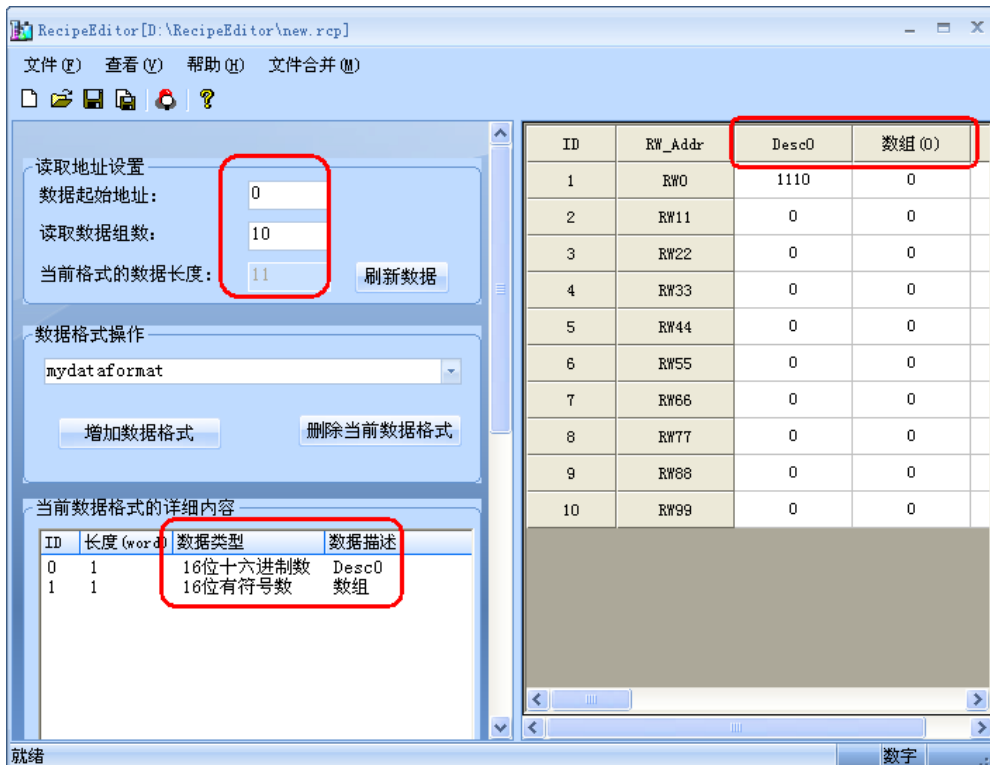 RecipeEditor[D:\RecipeEditor\new.rcp]
文件(F) 查看(V) 帮助(H) 文件合并(M)
读取地址设置
数据起始地址: 0
读取数据组数: 10
当前格式的数据长度: 11 刷新数据
数据格式操作
mydataformat
增加数据格式 删除当前数据格式
当前数据格式的详细内容
ID 长度(word) 数据类型 数据描述
0 1 16位十六进制数 Desc0
1 1 16位有符号数 数组
ID RW_Addr Desc0 数组(0)
1 RW0 1110 0
2 RW11 0 0
3 RW22 0 0
4 RW33 0 0
5 RW44 0 0
6 RW55 0 0
7 RW66 0 0
8 RW77 0 0
9 RW88 0 0
10 RW99 0 0
就绪 数字